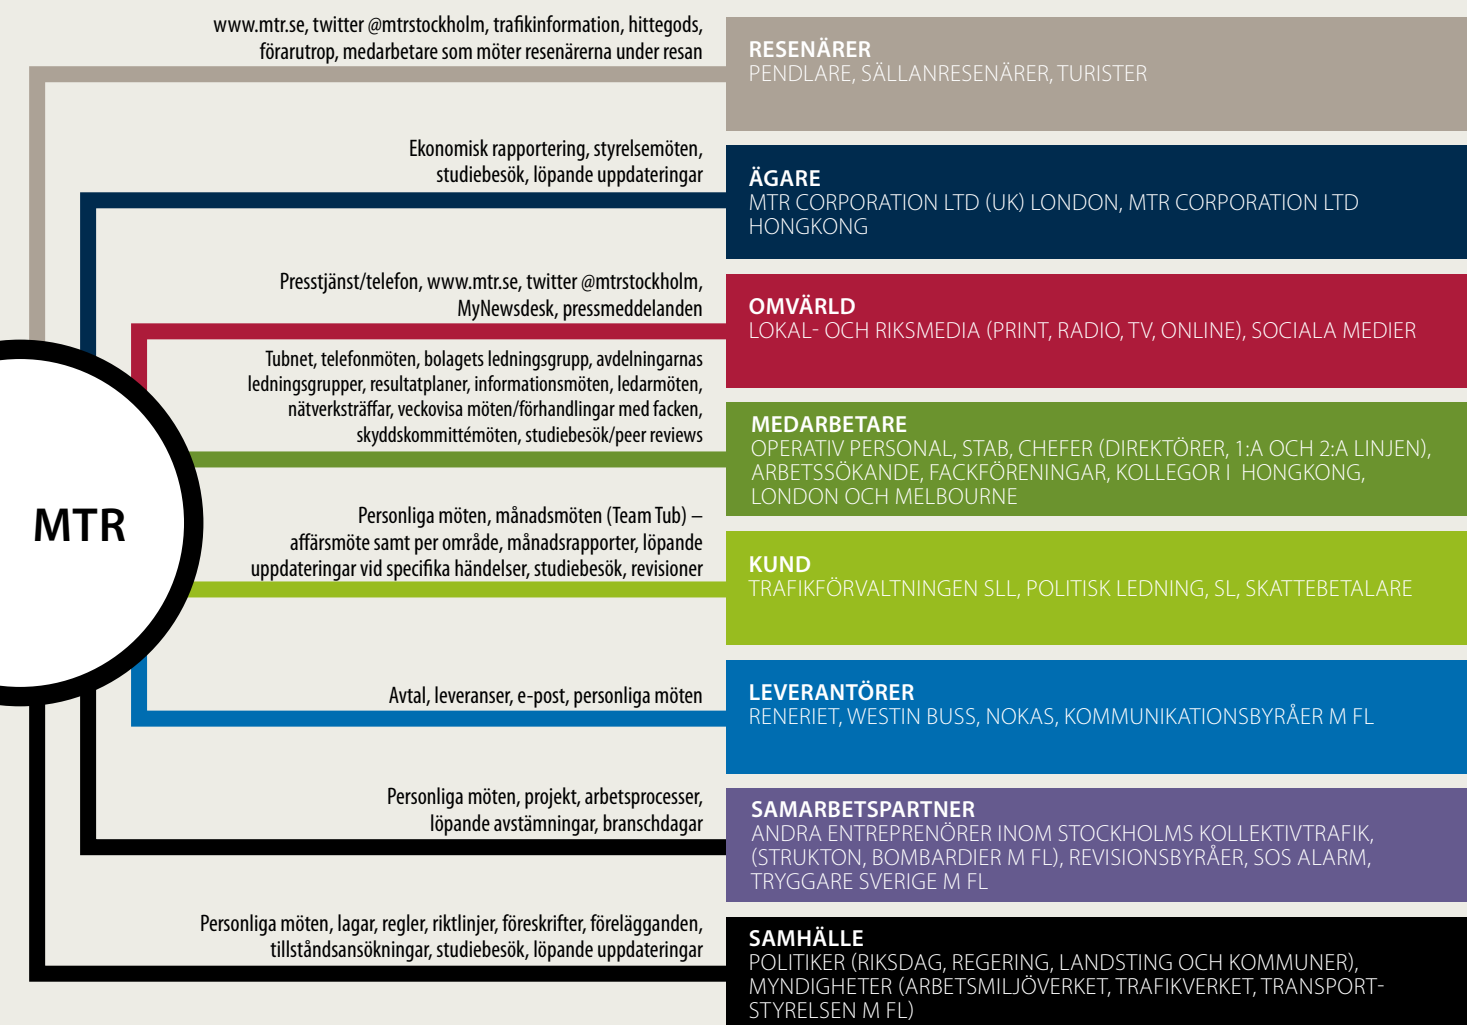 www.mtr.se, twitter @mtrstockholm, trafikinformation, hittegods,
förarutrop, medarbetare som möter resenärerna under resan
RESENÄRER
PENDLARE, SÄLLANRESENÄRER, TURISTER
Ekonomisk rapportering, styrelsemöten,
studiebesök, löpande uppdateringar
ÄGARE
MTR CORPORATION LTD (UK) LONDON, MTR CORPORATION LTD
HONGKONG
Presstjänst/telefon, www.mtr.se, twitter @mtrstockholm,
MyNewsdesk, pressmeddelanden
OMVÄRLD
LOKAL- OCH RIKSMEDIA (PRINT, RADIO, TV, ONLINE), SOCIALA MEDIER
Tubnet, telefonmöten, bolagets ledningsgrupp, avdelningarnas
ledningsgrupper, resultatplaner, informationsmöten, ledarmöten,
nätverksträffar, veckovisa möten/förhandlingar med facken,
skyddskommittémöten, studiebesök/peer reviews
MEDARBETARE
OPERATIV PERSONAL, STAB, CHEFER (DIREKTÖRER, 1:A OCH 2:A LINJEN),
ARBETSSÖKANDE, FACKFÖRENINGAR, KOLLEGOR I HONGKONG,
LONDON OCH MELBOURNE
MTR
Personliga möten, månadsmöten (Team Tub) –
affärsmöte samt per område, månadsrapporter, löpande
uppdateringar vid specifika händelser, studiebesök, revisioner
KUND
TRAFIKFÖRVALTNINGEN SLL, POLITISK LEDNING, SL, SKATTEBETALARE
Avtal, leveranser, e-post, personliga möten
LEVERANTÖRER
RENERIET, WESTIN BUSS, NOKAS, KOMMUNIKATIONSBYRÅER M FL
Personliga möten, projekt, arbetsprocesser,
löpande avstämningar, branschdagar
SAMARBETSPARTNER
ANDRA ENTREPRENÖRER INOM STOCKHOLMS KOLLEKTIVTRAFIK,
(STRUKTON, BOMBARDIER M FL), REVISIONSBYRÅER, SOS ALARM,
TRYGGARE SVERIGE M FL
Personliga möten, lagar, regler, riktlinjer, föreskrifter, förelägganden,
tillståndsansökningar, studiebesök, löpande uppdateringar
SAMHÄLLE
POLITIKER (RIKSDAG, REGERING, LANDSTING OCH KOMMUNER),
MYNDIGHETER (ARBETSMILJÖVERKET, TRAFIKVERKET, TRANSPORT-
STYRELSEN M FL)